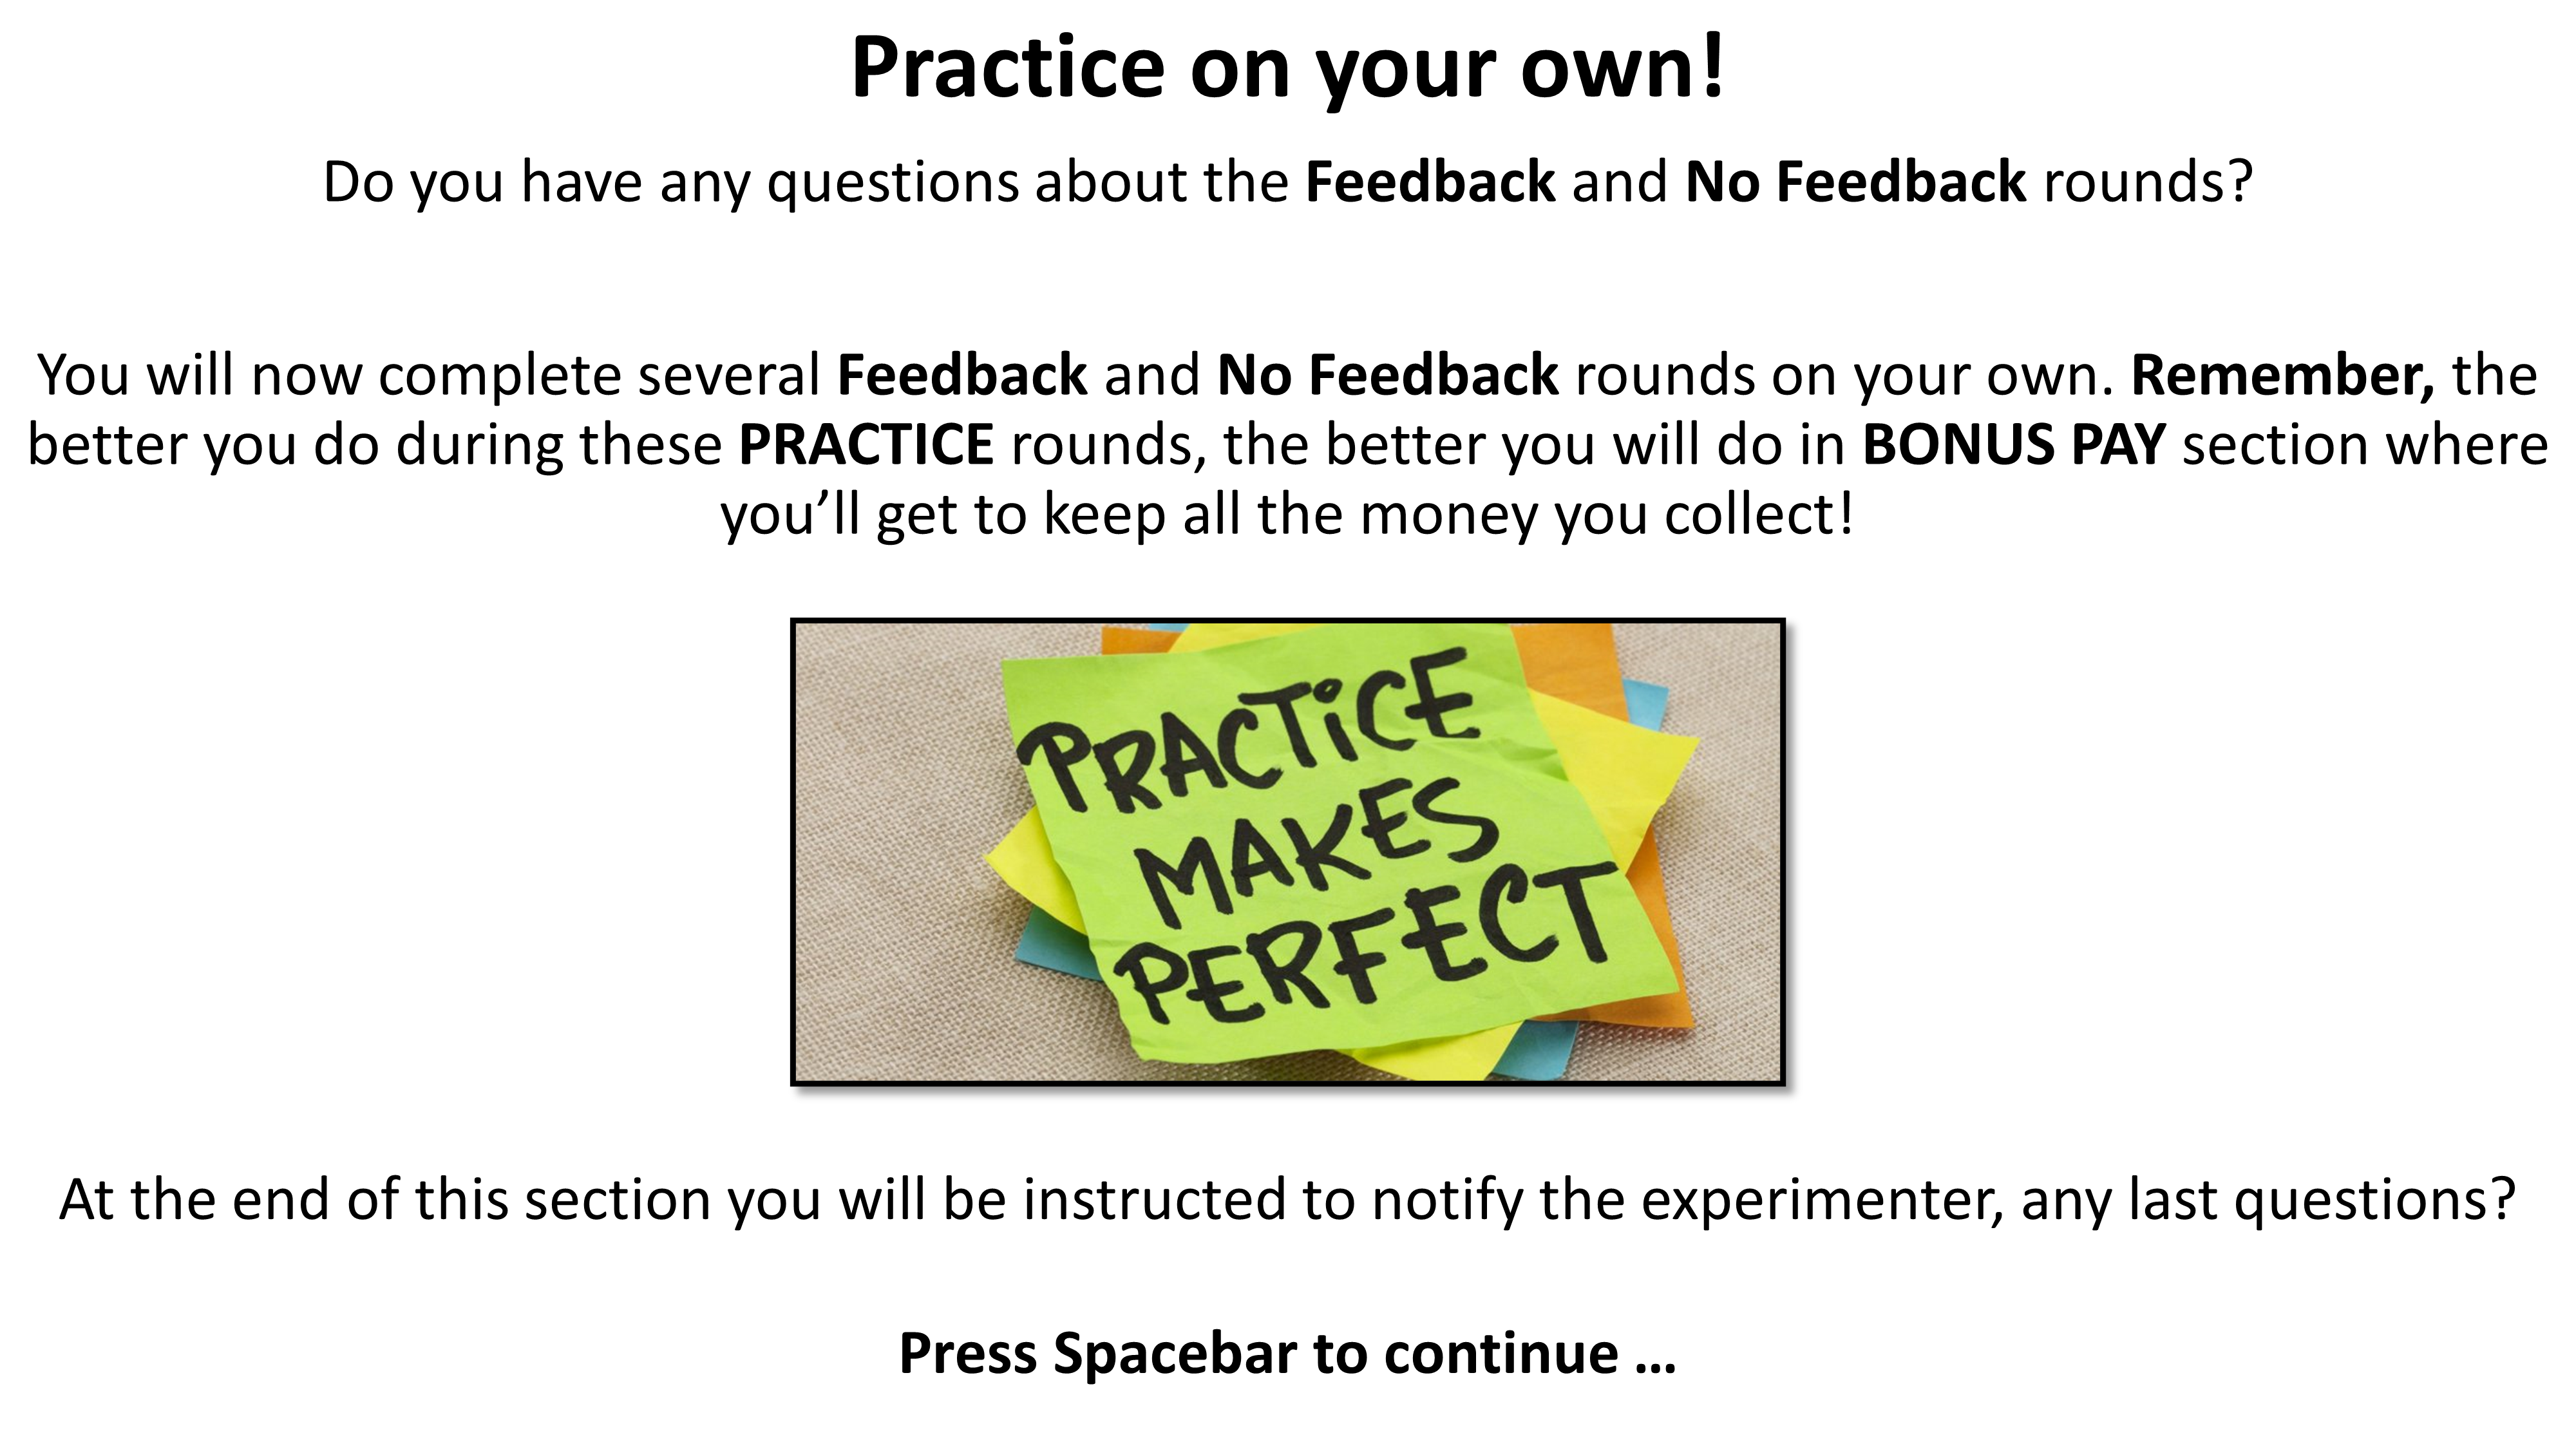 Practice on your own!
Do you have any questions about the Feedback and No Feedback rounds?
You will now complete several Feedback and No Feedback rounds on your own. Remember, the
better you do during these PRACTICE rounds, the better you will do in BONUS PAY section where
you’ll get to keep all the money you collect!
PRACTiCE
MAKES
PERFECT
At the end of this section you will be instructed to notify the experimenter, any last questions?
Press Spacebar to continue …